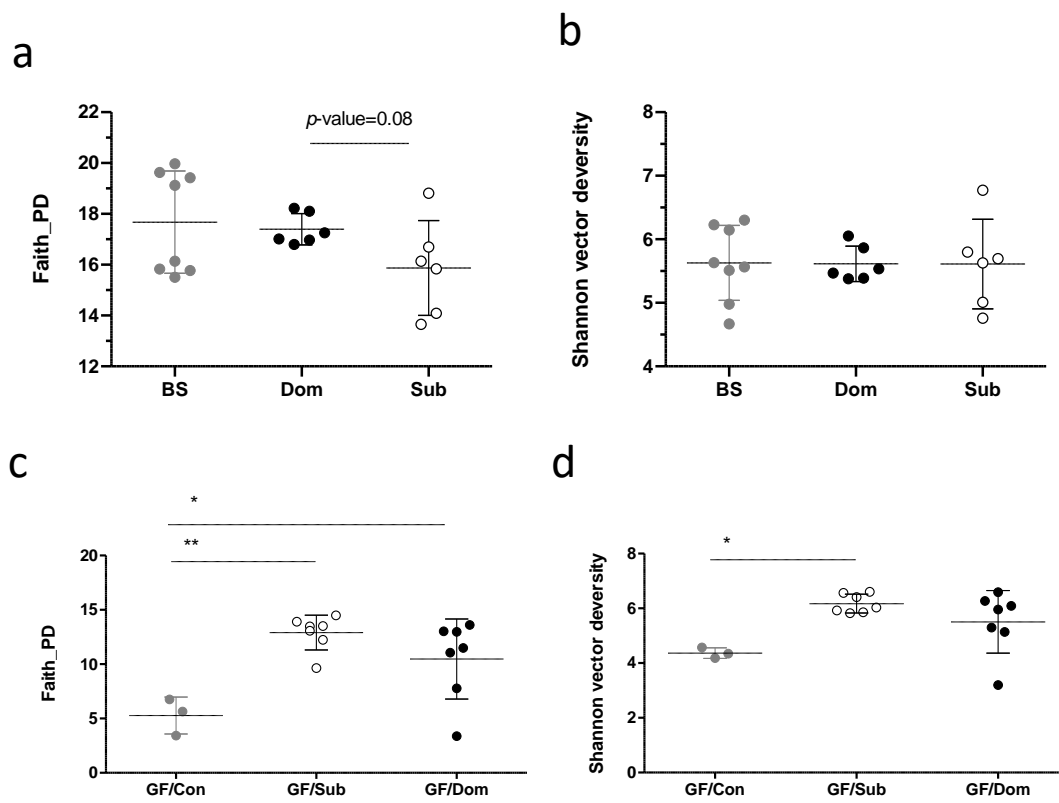 a
22
20
18
16
14
12
Faith_PD
p-value=0.08
BS Dom Sub
b
8
7
6
5
4
Shannon vector deversity
BS Dom Sub
c
*
**
20
15
10
5
0
Faith_PD
GF/Con GF/Sub GF/Dom
d
*
8
6
4
2
0
Shannon vector deversity
GF/Con GF/Sub GF/Dom